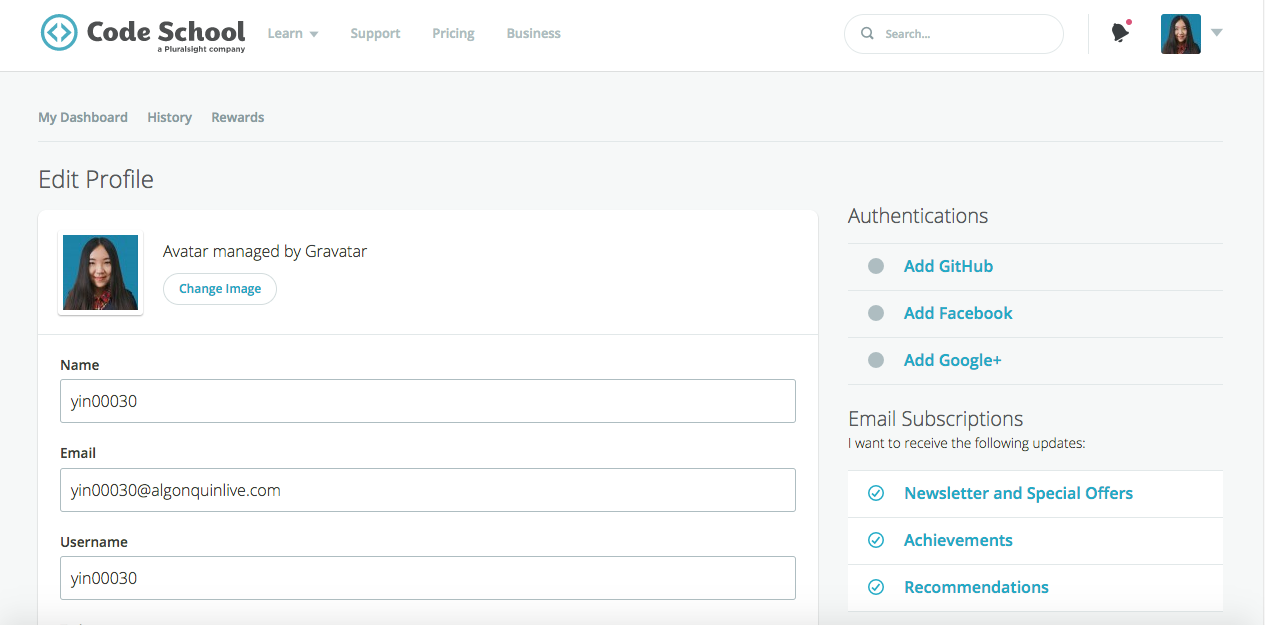 Code School
a Pluralsight company
Learn
Support
Pricing
Business
Search...
My Dashboard
History
Rewards
Edit Profile
Avatar managed by Gravatar
Change Image
Name
yin00030
Email
yin00030@algonquinlive.com
Username
yin00030
Authentications
Add GitHub
Add Facebook
Add Google+
Email Subscriptions
I want to receive the following updates:
Newsletter and Special Offers
Achievements
Recommendations